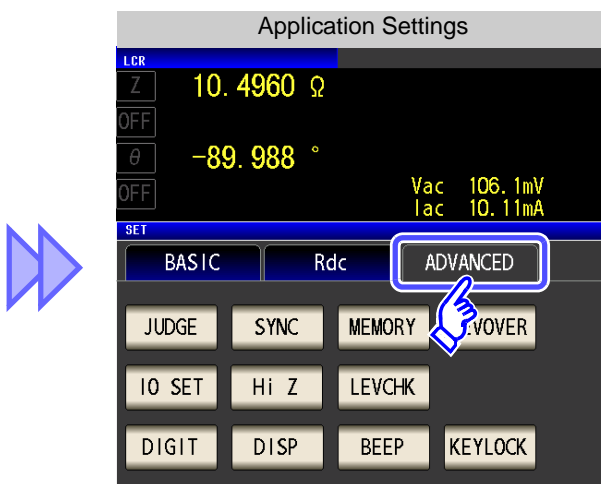 Application Settings
LCR
Z 10.4960 Ω
OFF
θ -89.988 °
OFF
Vac 106.1mV
Iac 10.11mA
SET
BASIC Rdc ADVANCED
JUDGE SYNC MEMORY VOVER
IO SET Hi Z LEVCHK
DIGIT DISP BEEP KEYLOCK